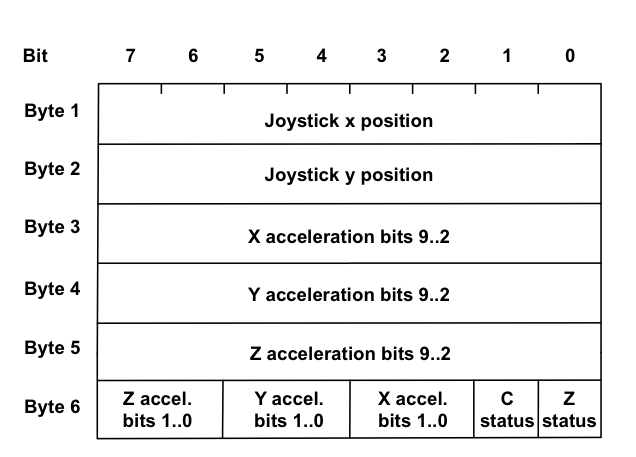 Bit 7 6 5 4 3 2 1 0
Byte 1 Joystick x position
Byte 2 Joystick y position
Byte 3 X acceleration bits 9..2
Byte 4 Y acceleration bits 9..2
Byte 5 Z acceleration bits 9..2
Byte 6 Z accel. Y accel. X accel. C Z
bits 1..0 bits 1..0 bits 1..0 status status